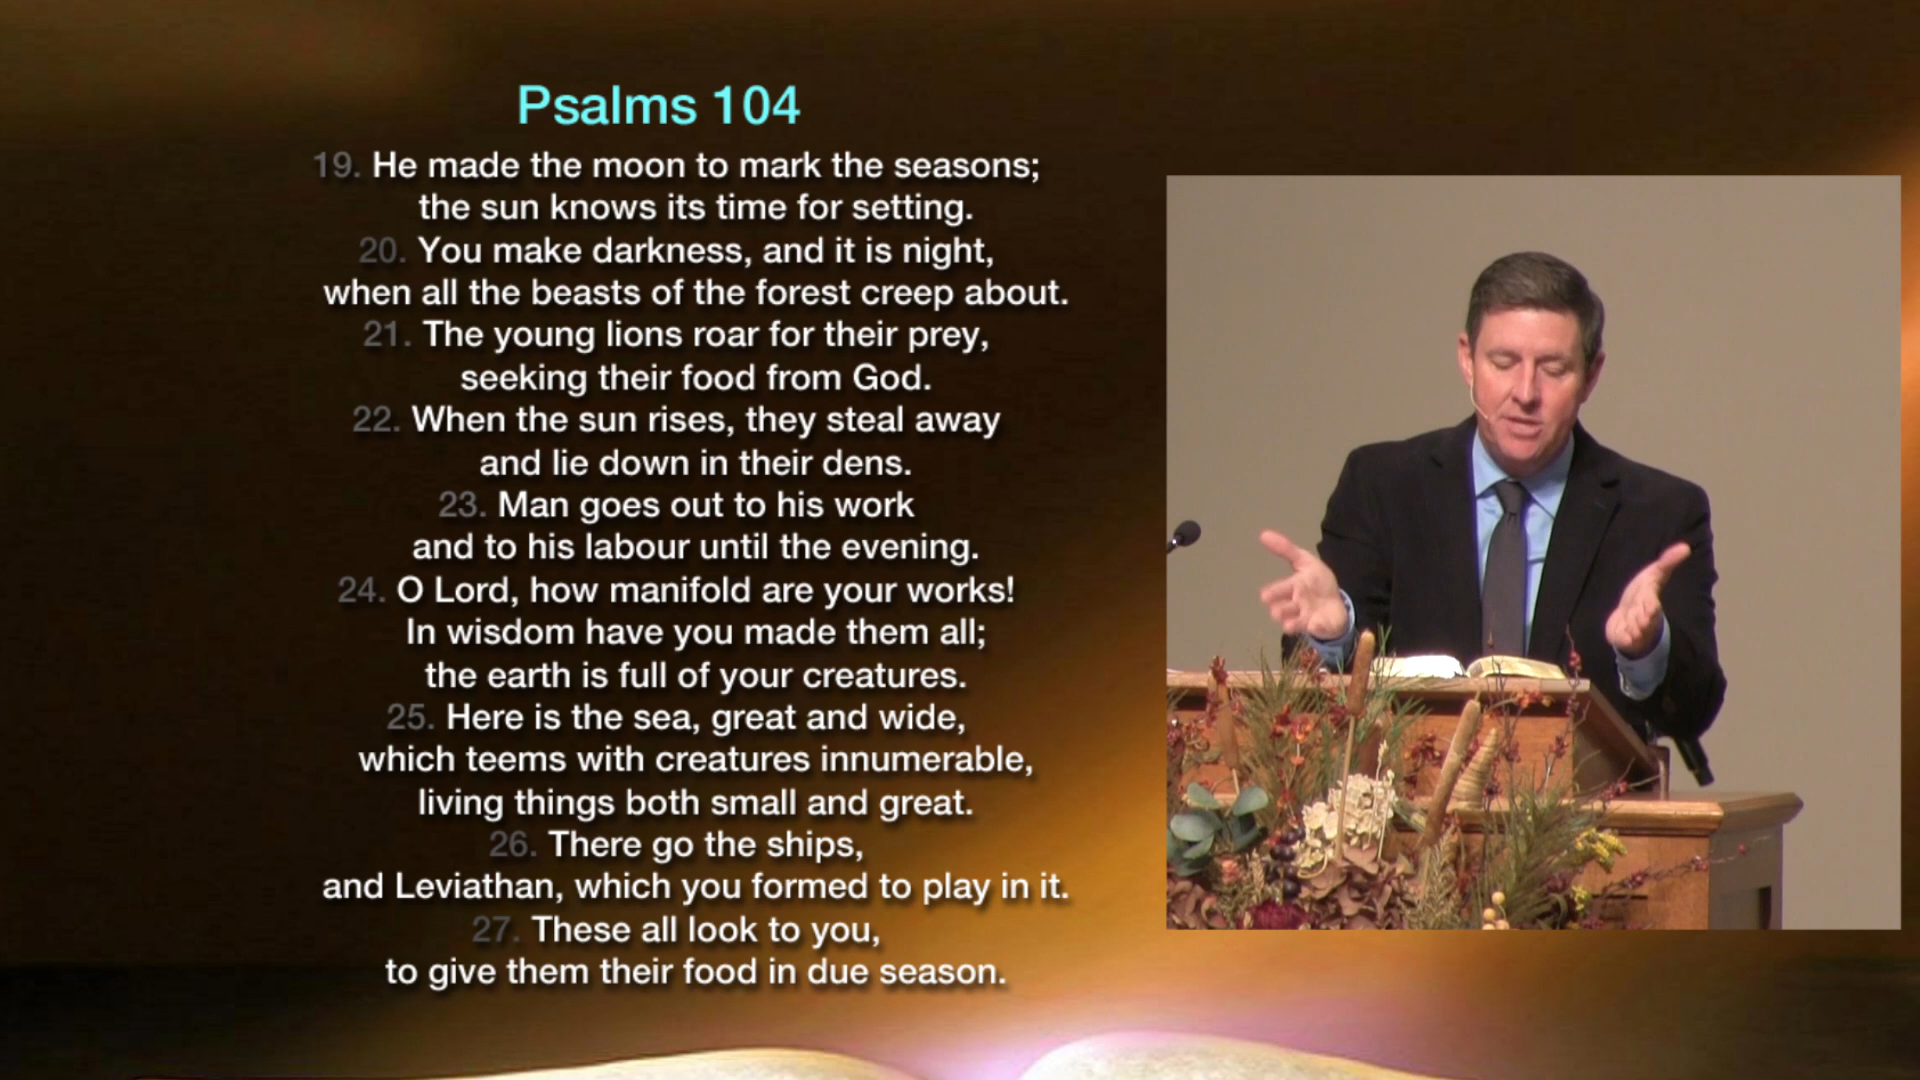 Psalms 104
19. He made the moon to mark the seasons;
the sun knows its time for setting.
20. You make darkness, and it is night,
when all the beasts of the forest creep about.
21. The young lions roar for their prey,
seeking their food from God.
22. When the sun rises, they steal away
and lie down in their dens.
23. Man goes out to his work
and to his labour until the evening.
24. O Lord, how manifold are your works!
In wisdom have you made them all;
the earth is full of your creatures.
25. Here is the sea, great and wide,
which teems with creatures innumerable,
living things both small and great.
26. There go the ships,
and Leviathan, which you formed to play in it.
27. These all look to you,
to give them their food in due season.